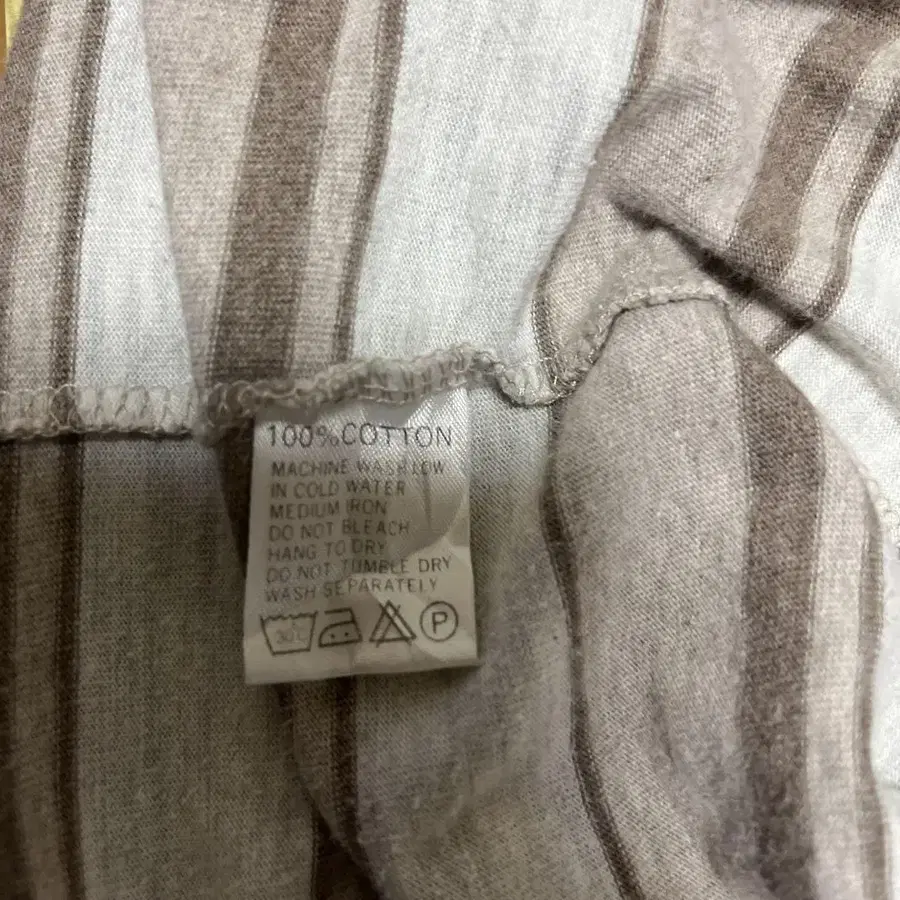 100%COTTON
MACHINE WASH LOW
IN COLD WATER
MEDIUM IRON
DO NOT BLEACH
HANG TO DRY
DO NOT TUMBLE DRY
WASH SEPARATELY
30C P